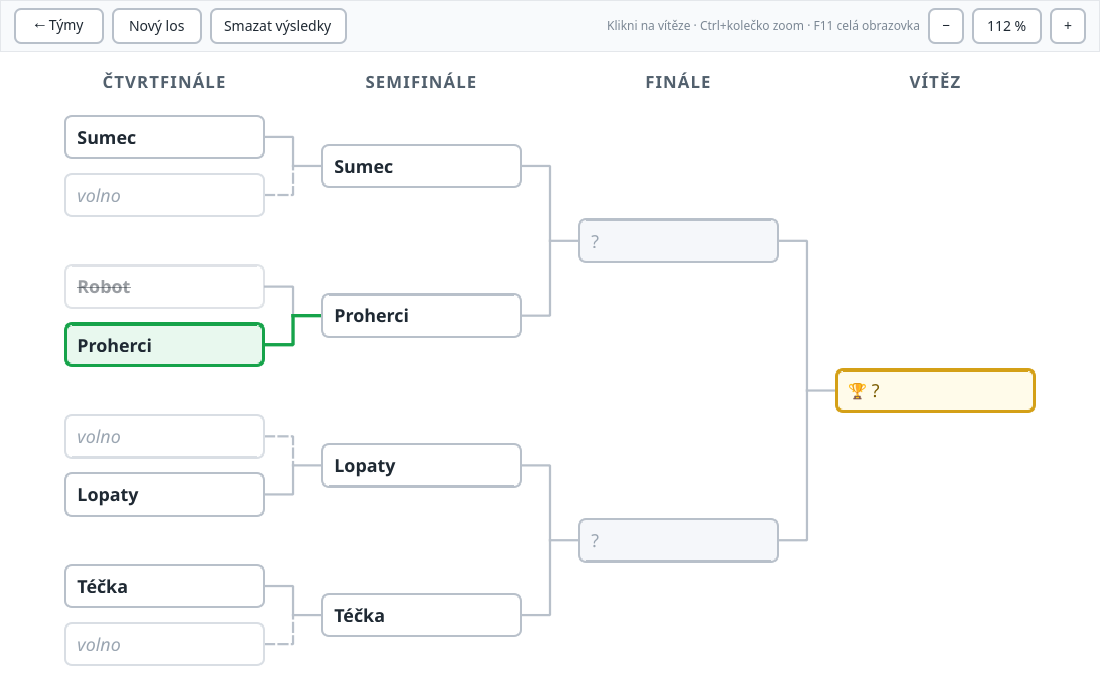 ← Týmy
Nový los
Smazat výsledky
Klikni na vítěze · Ctrl+kolečko zoom · F11 celá obrazovka
−
112 %
+
ČTVRTFINÁLE
SEMIFINÁLE
FINÁLE
VÍTĚZ
Sumec
volno
Robot
Proherci
volno
Lopaty
Téčka
volno
Sumec
Proherci
Lopaty
Téčka
?
?
🏆 ?